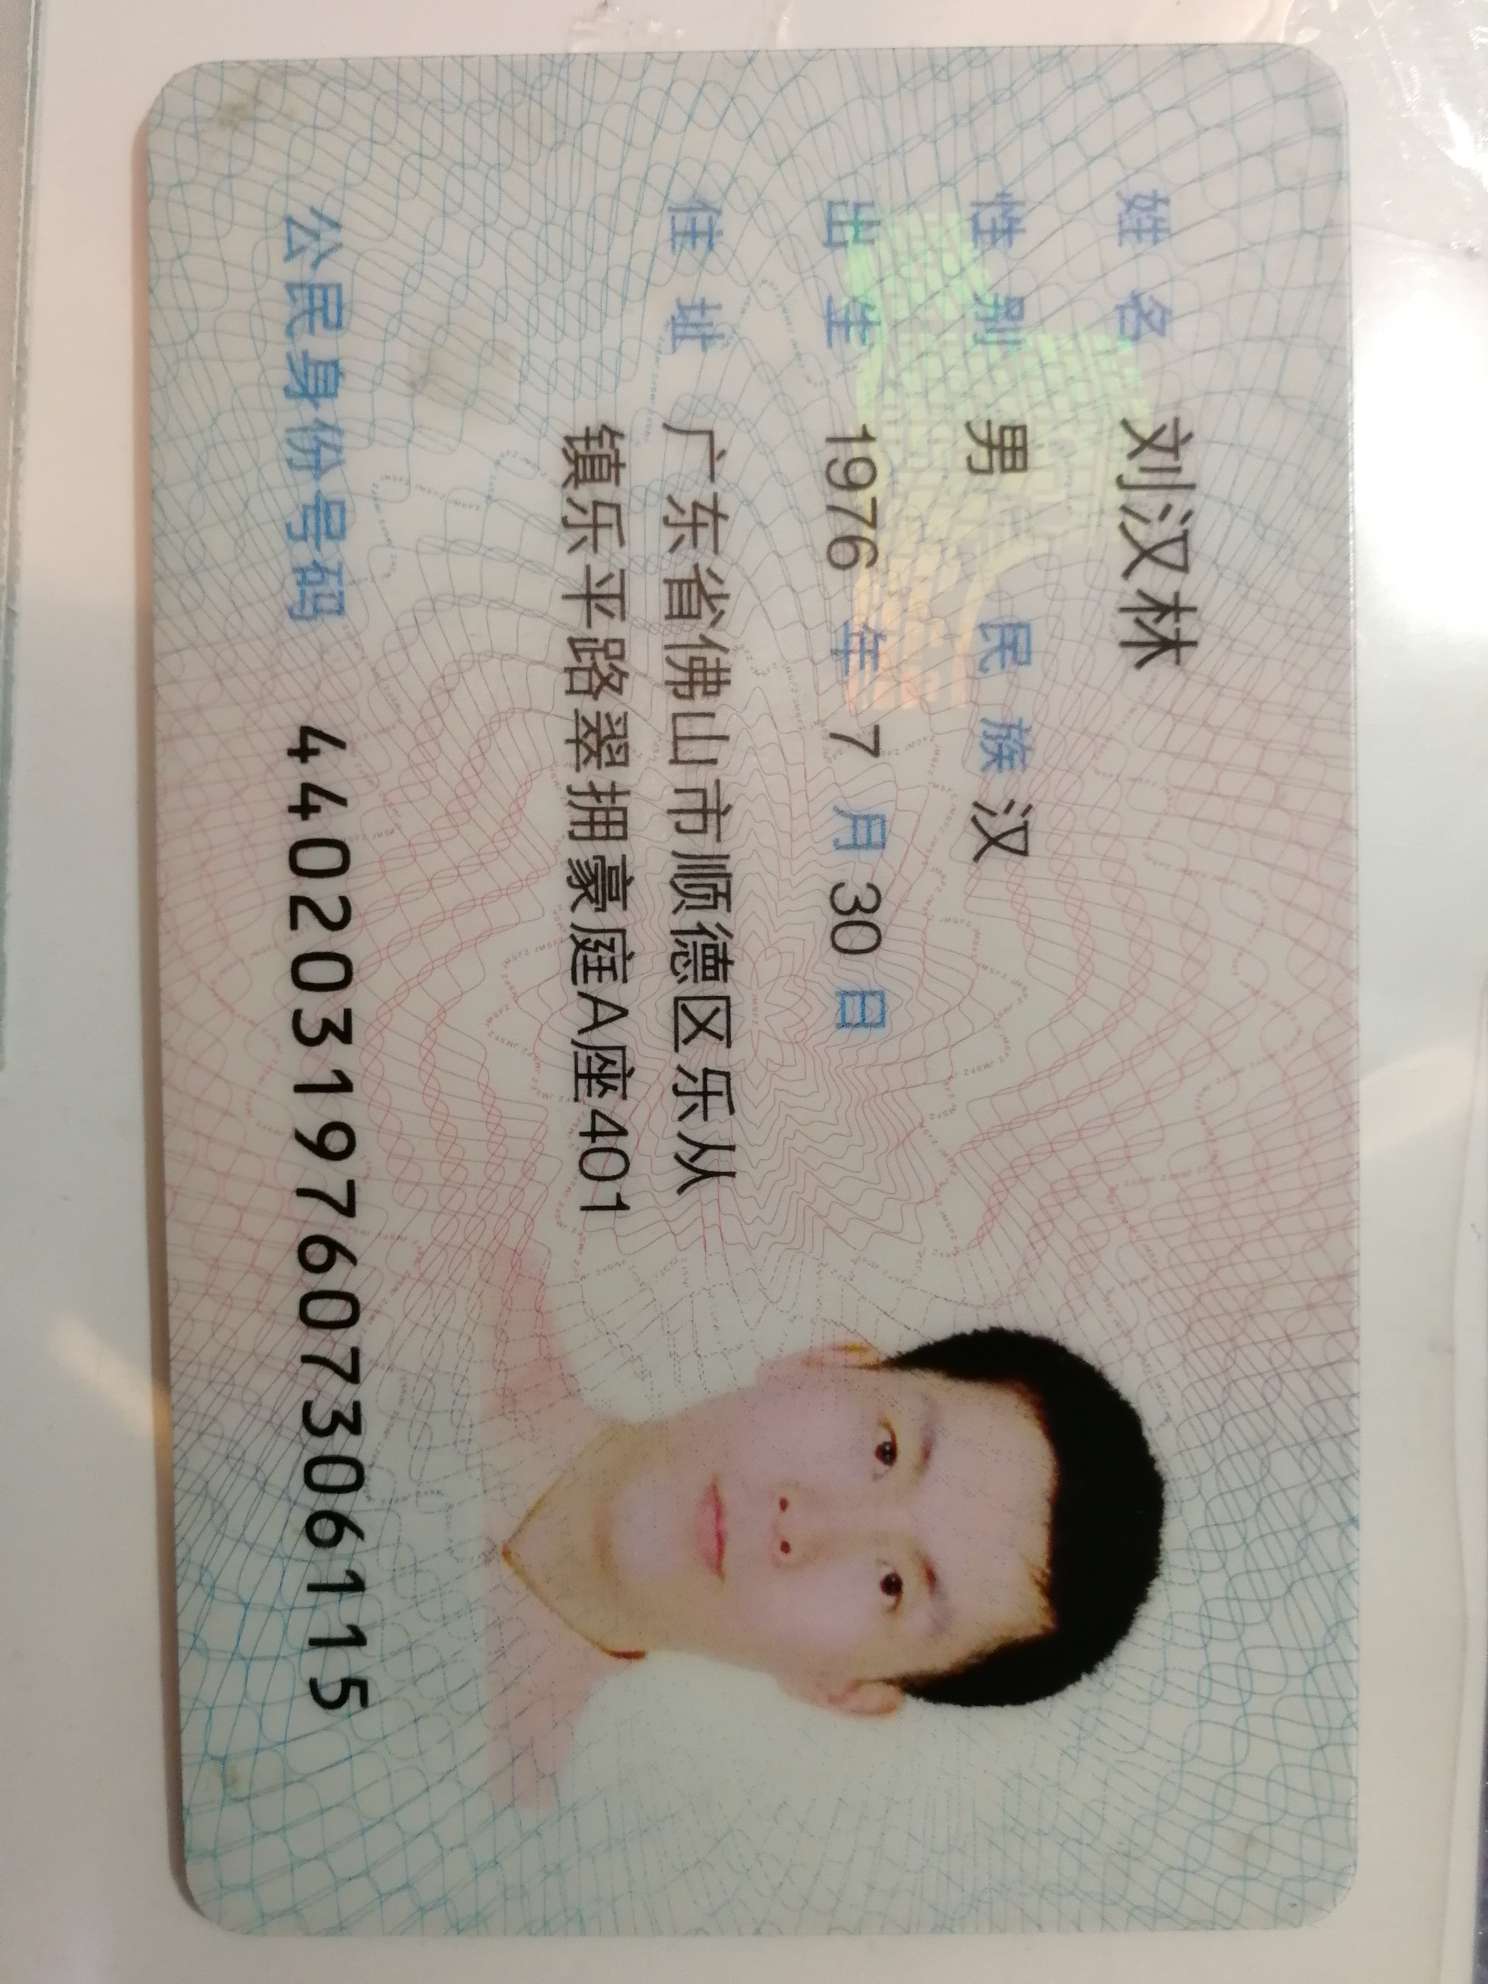 姓名 刘汉林
性别 男 民族 汉
出生 1976 年 7 月 30 日
住址 广东省佛山市顺德区乐从
镇乐平路翠拥豪庭A座401
公民身份号码 440203197607306115